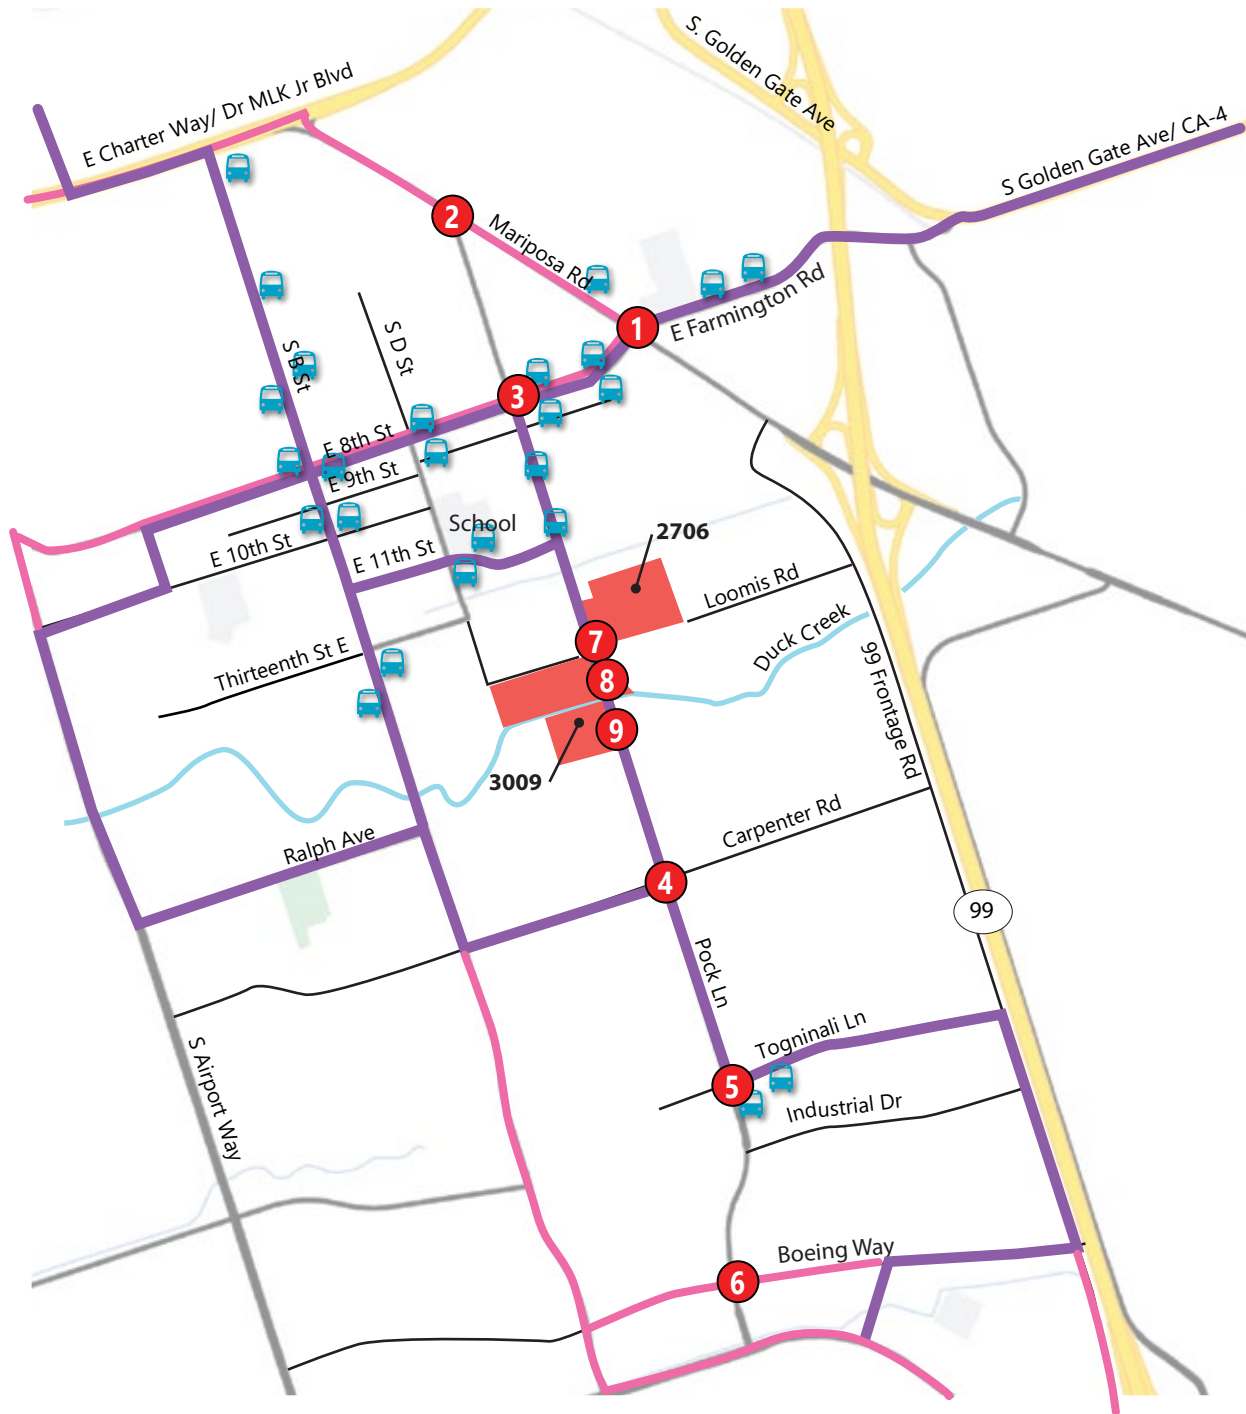 S. Golden Gate Ave
E Charter Way/ Dr MLK Jr Blvd
S Golden Gate Ave/ CA-4
2
Mariposa Rd
1
E Farmington Rd
S D St
S B St
3
E 8th St
E 9th St
School
2706
E 10th St
E 11th St
Loomis Rd
Duck Creek
7
Thirteenth St E
8
99 Frontage Rd
9
3009
Carpenter Rd
Ralph Ave
4
99
Pock Ln
Togninali Ln
S Airport Way
5
Industrial Dr
Boeing Way
6